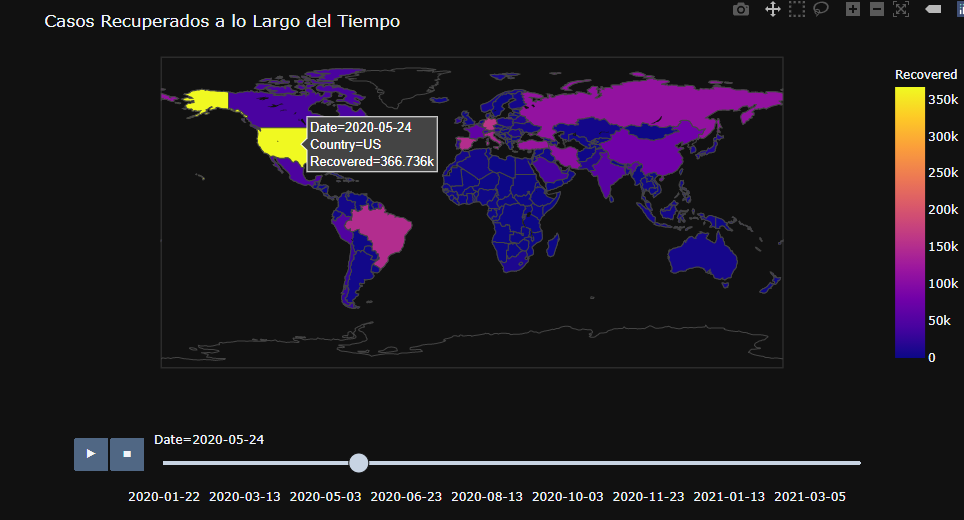 Casos Recuperados a lo Largo del Tiempo
Recovered
350k
300k
250k
200k
150k
100k
50k
0
Date=2020-05-24
Country=US
Recovered=366.736k
Date=2020-05-24
2020-01-22 2020-03-13 2020-05-03 2020-06-23 2020-08-13 2020-10-03 2020-11-23 2021-01-13 2021-03-05